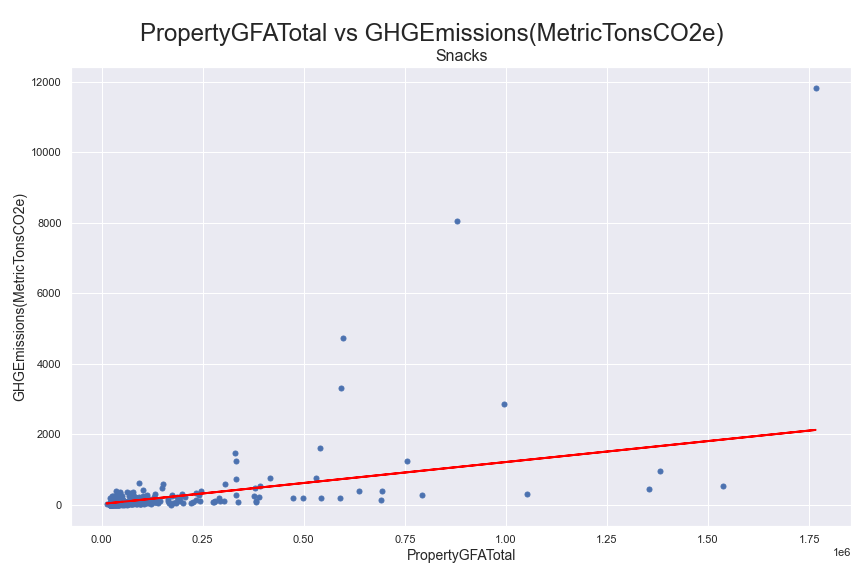 PropertyGFATotal vs GHGEmissions(MetricTonsCO2e)
Snacks
12000
10000
8000
6000
4000
2000
0
GHGEmissions(MetricTonsCO2e)
0.00 0.25 0.50 0.75 1.00 1.25 1.50 1.75
1e6
PropertyGFATotal